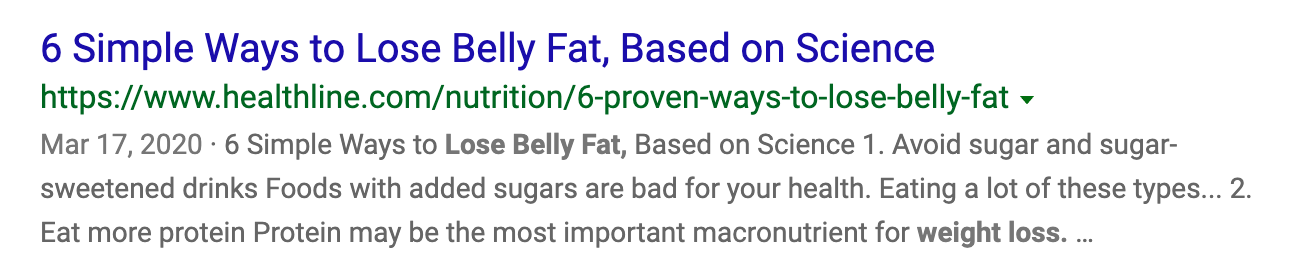 6 Simple Ways to Lose Belly Fat, Based on Science
https://www.healthline.com/nutrition/6-proven-ways-to-lose-belly-fat
Mar 17, 2020 · 6 Simple Ways to Lose Belly Fat, Based on Science 1. Avoid sugar and sugar-
sweetened drinks Foods with added sugars are bad for your health. Eating a lot of these types... 2.
Eat more protein Protein may be the most important macronutrient for weight loss. ...